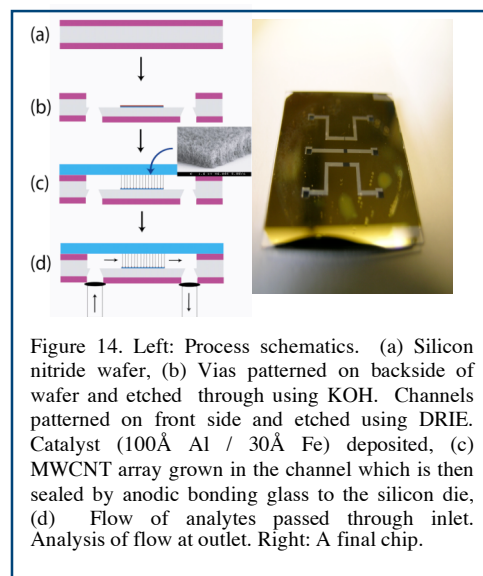 (a)
(b)
(c)
(d)
Figure 14. Left: Process schematics. (a) Silicon
nitride wafer, (b) Vias patterned on backside of
wafer and etched through using KOH. Channels
patterned on front side and etched using DRIE.
Catalyst (100Å Al / 30Å Fe) deposited, (c)
MWCNT array grown in the channel which is then
sealed by anodic bonding glass to the silicon die,
(d) Flow of analytes passed through inlet.
Analysis of flow at outlet. Right: A final chip.